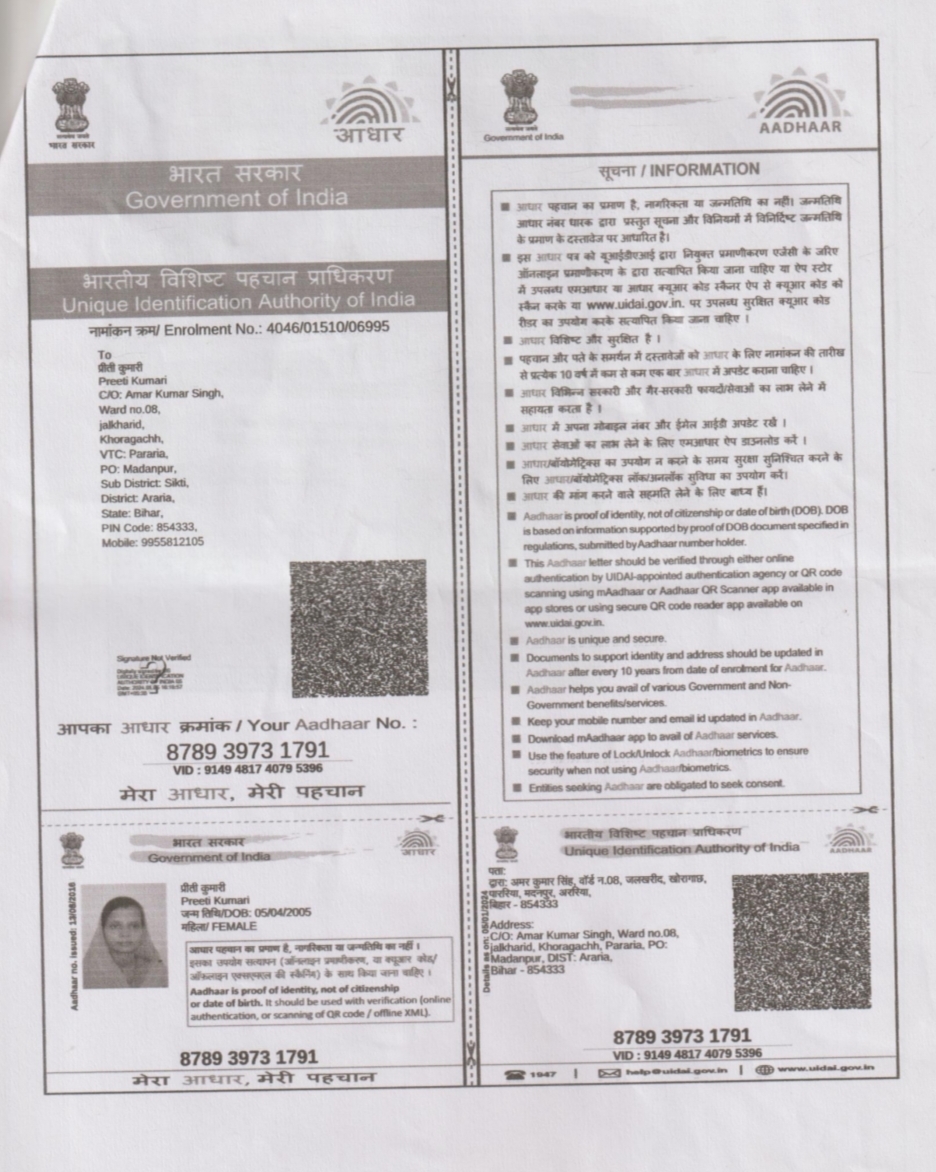 भारत सरकार
आधार
भारत सरकार
Government of India
भारतीय विशिष्ट पहचान प्राधिकरण
Unique Identification Authority of India
नामांकन क्रम/ Enrolment No.: 4046/01510/06995
To
प्रीती कुमारी
Preeti Kumari
C/O: Amar Kumar Singh,
Ward no.08,
jalkharid,
Khoragachh,
VTC: Pararia,
PO: Madanpur,
Sub District: Sikti,
District: Araria,
State: Bihar,
PIN Code: 854333,
Mobile: 9955812105
Signature Not Verified
आपका आधार क्रमांक / Your Aadhaar No. :
8789 3973 1791
VID : 9149 4817 4079 5396
मेरा आधार, मेरी पहचान
भारत सरकार
Government of India
आधार
Aadhaar no. issued: 13/08/2016
प्रीती कुमारी
Preeti Kumari
जन्म तिथि/DOB: 05/04/2005
महिला/ FEMALE
आधार पहचान का प्रमाण है, नागरिकता या जन्मतिथि का नहीं ।
इसका उपयोग सत्यापन (ऑनलाइन प्रमाणीकरण, या क्यूआर कोड/
ऑफलाइन एक्सएमएल की स्कैनिंग) के साथ किया जाना चाहिए ।
Aadhaar is proof of identity, not of citizenship
or date of birth. It should be used with verification (online
authentication, or scanning of QR code / offline XML).
8789 3973 1791
मेरा आधार, मेरी पहचान
Government of India
AADHAAR
सूचना / INFORMATION
■ आधार पहचान का प्रमाण है, नागरिकता या जन्मतिथि का नहीं। जन्मतिथि
आधार नंबर धारक द्वारा प्रस्तुत सूचना और विनियमों में विनिर्दिष्ट जन्मतिथि
के प्रमाण के दस्तावेज पर आधारित है।
■ इस आधार पत्र को यूआईडीएआई द्वारा नियुक्त प्रमाणीकरण एजेंसी के जरिए
ऑनलाइन प्रमाणीकरण के द्वारा सत्यापित किया जाना चाहिए या ऐप स्टोर
में उपलब्ध एमआधार या आधार क्यूआर कोड स्कैनर ऐप से क्यूआर कोड को
स्कैन करके या www.uidai.gov.in. पर उपलब्ध सुरक्षित क्यूआर कोड
रीडर का उपयोग करके सत्यापित किया जाना चाहिए ।
■ आधार विशिष्ट और सुरक्षित है ।
■ पहचान और पते के समर्थन में दस्तावेजों को आधार के लिए नामांकन की तारीख
से प्रत्येक 10 वर्ष में कम से कम एक बार आधार में अपडेट कराना चाहिए ।
■ आधार विभिन्न सरकारी और गैर-सरकारी फायदों/सेवाओं का लाभ लेने में
सहायता करता है ।
■ आधार में अपना मोबाइल नंबर और ईमेल आईडी अपडेट रखें ।
■ आधार सेवाओं का लाभ लेने के लिए एमआधार ऐप डाउनलोड करें ।
■ आधार/बॉयोमेट्रिक्स का उपयोग न करने के समय सुरक्षा सुनिश्चित करने के
लिए आधार/बॉयोमेट्रिक्स लॉक/अनलॉक सुविधा का उपयोग करें।
■ आधार की मांग करने वाले सहमति लेने के लिए बाध्य हैं।
■ Aadhaar is proof of identity, not of citizenship or date of birth (DOB). DOB
is based on information supported by proof of DOB document specified in
regulations, submitted by Aadhaar number holder.
■ This Aadhaar letter should be verified through either online
authentication by UIDAI-appointed authentication agency or QR code
scanning using mAadhaar or Aadhaar QR Scanner app available in
app stores or using secure QR code reader app available on
www.uidai.gov.in.
■ Aadhaar is unique and secure.
■ Documents to support identity and address should be updated in
Aadhaar after every 10 years from date of enrolment for Aadhaar.
■ Aadhaar helps you avail of various Government and Non-
Government benefits/services.
■ Keep your mobile number and email id updated in Aadhaar.
■ Download mAadhaar app to avail of Aadhaar services.
■ Use the feature of Lock/Unlock Aadhaar/biometrics to ensure
security when not using Aadhaar/biometrics.
■ Entities seeking Aadhaar are obligated to seek consent.
भारतीय विशिष्ट पहचान प्राधिकरण
Unique Identification Authority of India
AADHAAR
Details as on: 05/01/2024
पता:
द्वारा: अमर कुमार सिंह, वॉर्ड न.08, जलखरीद, खोरागाछ,
पररिया, मदनपुर, अररिया,
बिहार - 854333
Address:
C/O: Amar Kumar Singh, Ward no.08,
jalkharid, Khoragachh, Pararia, PO:
Madanpur, DIST: Araria,
Bihar - 854333
8789 3973 1791
VID : 9149 4817 4079 5396
1947 | help@uidai.gov.in | www.uidai.gov.in